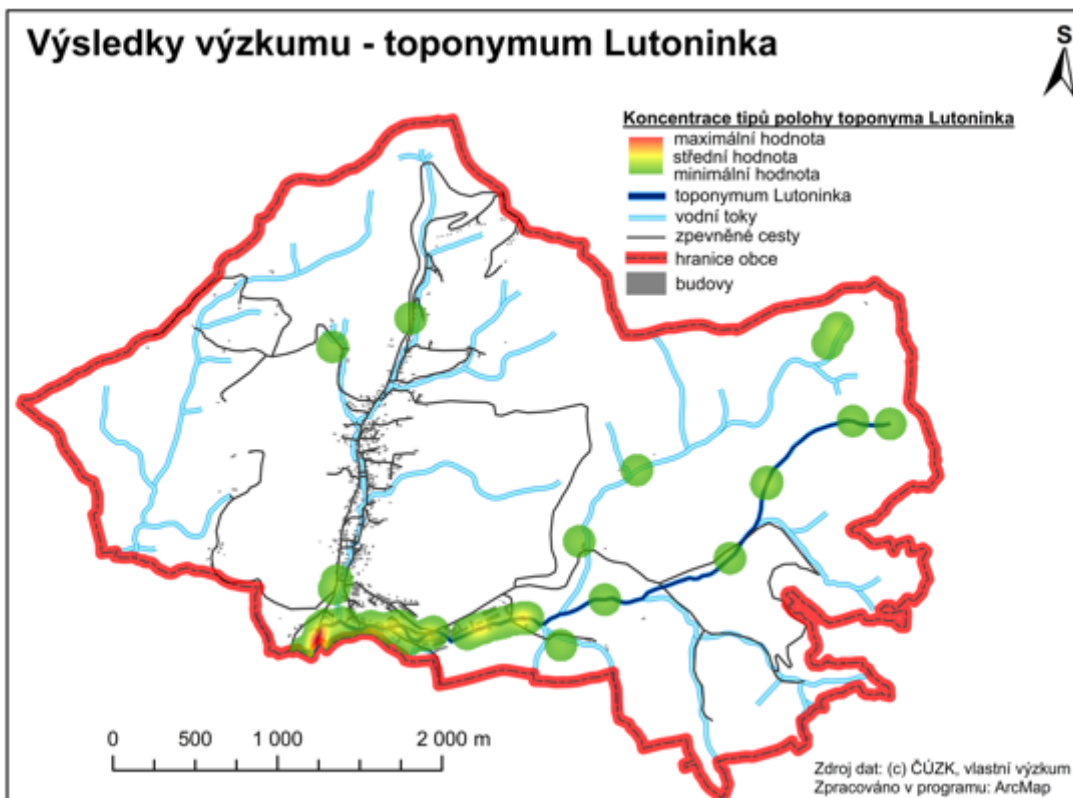 Výsledky výzkumu - toponymum Lutoninka
S
Koncentrace tipů polohy toponyma Lutoninka
maximální hodnota
střední hodnota
minimální hodnota
toponymum Lutoninka
vodní toky
zpevněné cesty
hranice obce
budovy
0 500 1 000 2 000 m
Zdroj dat: (c) ČÚZK, vlastní výzkum
Zpracováno v programu: ArcMap